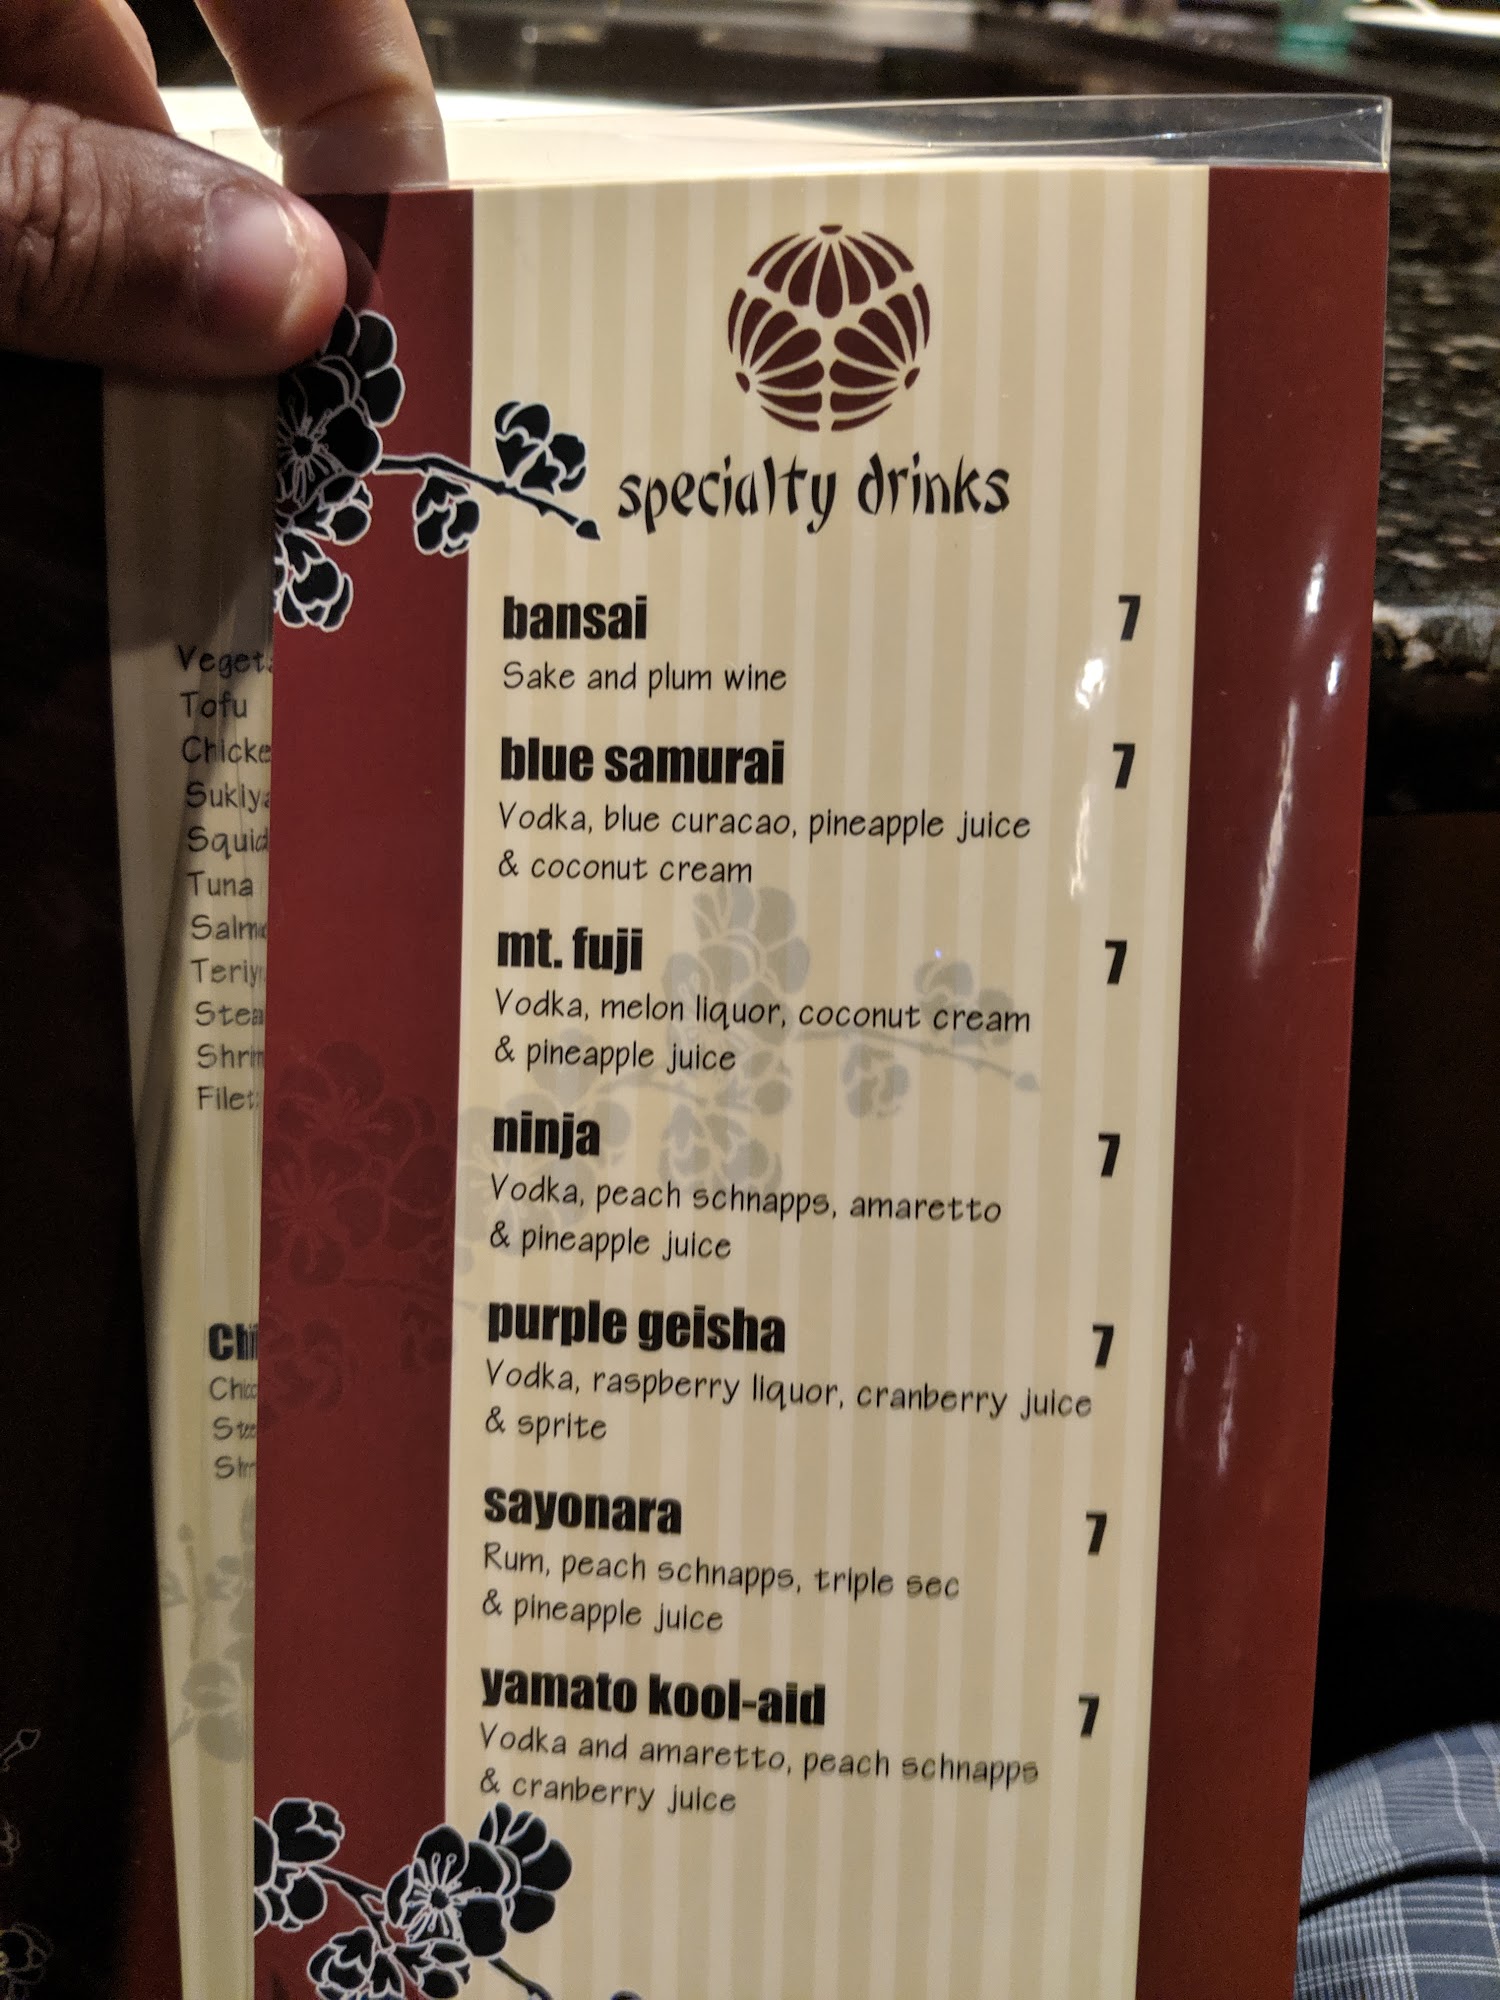 specialty drinks
bansai 7
Sake and plum wine
blue samurai 7
Vodka, blue curacao, pineapple juice
& coconut cream
mt. fuji 7
Vodka, melon liquor, coconut cream
& pineapple juice
ninja 7
Vodka, peach schnapps, amaretto
& pineapple juice
purple geisha 7
Vodka, raspberry liquor, cranberry juice
& sprite
sayonara 7
Rum, peach schnapps, triple sec
& pineapple juice
yamato kool-aid 7
Vodka and amaretto, peach schnapps
& cranberry juice
Tofu
Tuna